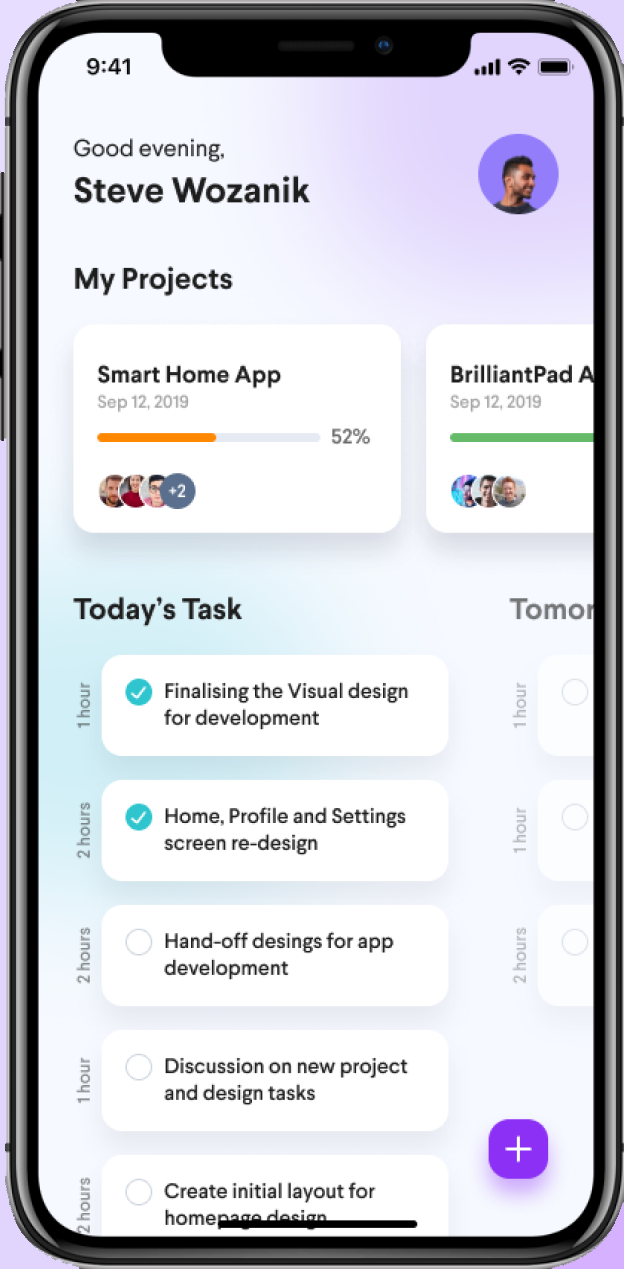 9:41
Good evening,
Steve Wozanik
My Projects
Smart Home App
Sep 12, 2019
52%
+2
BrilliantPad A
Sep 12, 2019
Today's Task
1 hour
Finalising the Visual design
for development
2 hours
Home, Profile and Settings
screen re-design
2 hours
Hand-off desings for app
development
1 hour
Discussion on new project
and design tasks
2 hours
Create initial layout for
homepage design
Tomor
1 hour
1 hour
2 hours